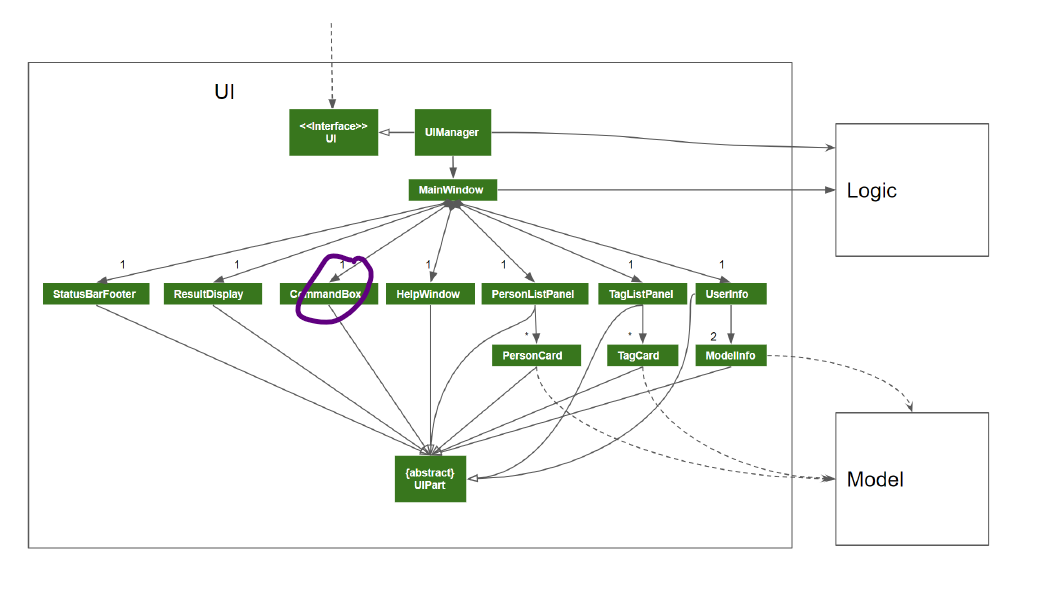 UI
<<Interface>>
UI
UIManager
MainWindow
Logic
1 1 1 1 1 1 1
StatusBarFooter ResultDisplay CommandBox HelpWindow PersonListPanel TagListPanel UserInfo
* * 2
PersonCard TagCard ModelInfo
{abstract}
UIPart
Model